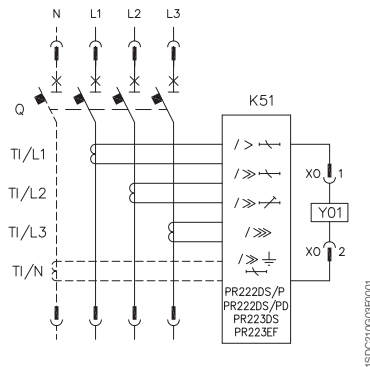 N L1 L2 L3
Q
K51
TI/L1
TI/L2
TI/L3
TI/N
I >
I >>
I >>
I >>>
I >>
X0 1
Y01
X0 2
PR222DS/P
PR222DS/PD
PR223DS
PR223EF
1SDC210G03F0001